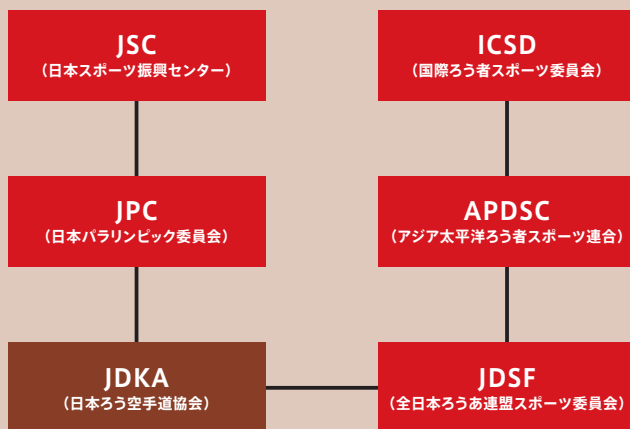 JSC
（日本スポーツ振興センター）
ICSD
（国際ろう者スポーツ委員会）
JPC
（日本パラリンピック委員会）
APDSC
（アジア太平洋ろう者スポーツ連合）
JDKA
（日本ろう空手道協会）
JDSF
（全日本ろうあ連盟スポーツ委員会）